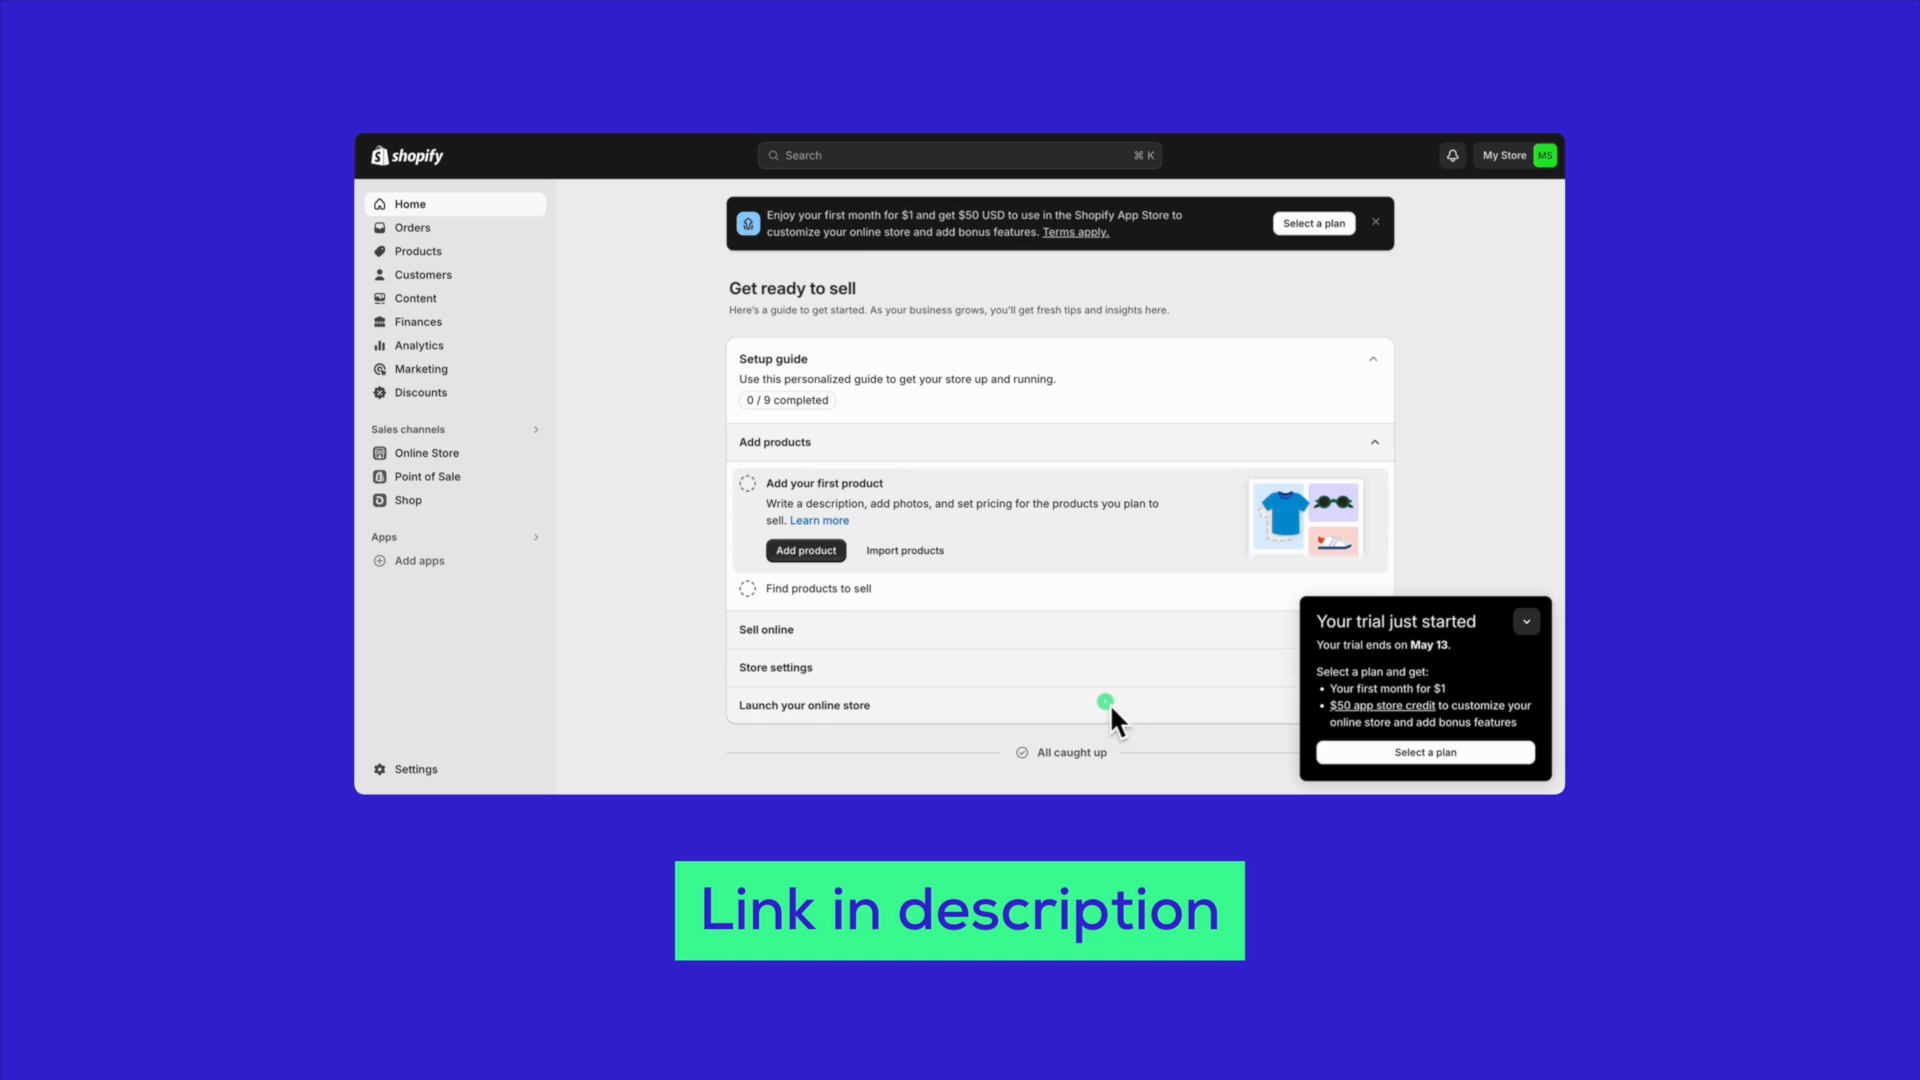 shopify
Search
⌘ K
My Store
MS
Home
Orders
Products
Customers
Content
Finances
Analytics
Marketing
Discounts
Sales channels
Online Store
Point of Sale
Shop
Apps
Add apps
Settings
Enjoy your first month for $1 and get $50 USD to use in the Shopify App Store to
customize your online store and add bonus features. Terms apply.
Select a plan
Get ready to sell
Here's a guide to get started. As your business grows, you'll get fresh tips and insights here.
Setup guide
Use this personalized guide to get your store up and running.
0 / 9 completed
Add products
Add your first product
Write a description, add photos, and set pricing for the products you plan to
sell. Learn more
Add product
Import products
Find products to sell
Sell online
Store settings
Launch your online store
All caught up
Your trial just started
Your trial ends on May 13.
Select a plan and get:
• Your first month for $1
• $50 app store credit to customize your
online store and add bonus features
Select a plan
Link in description